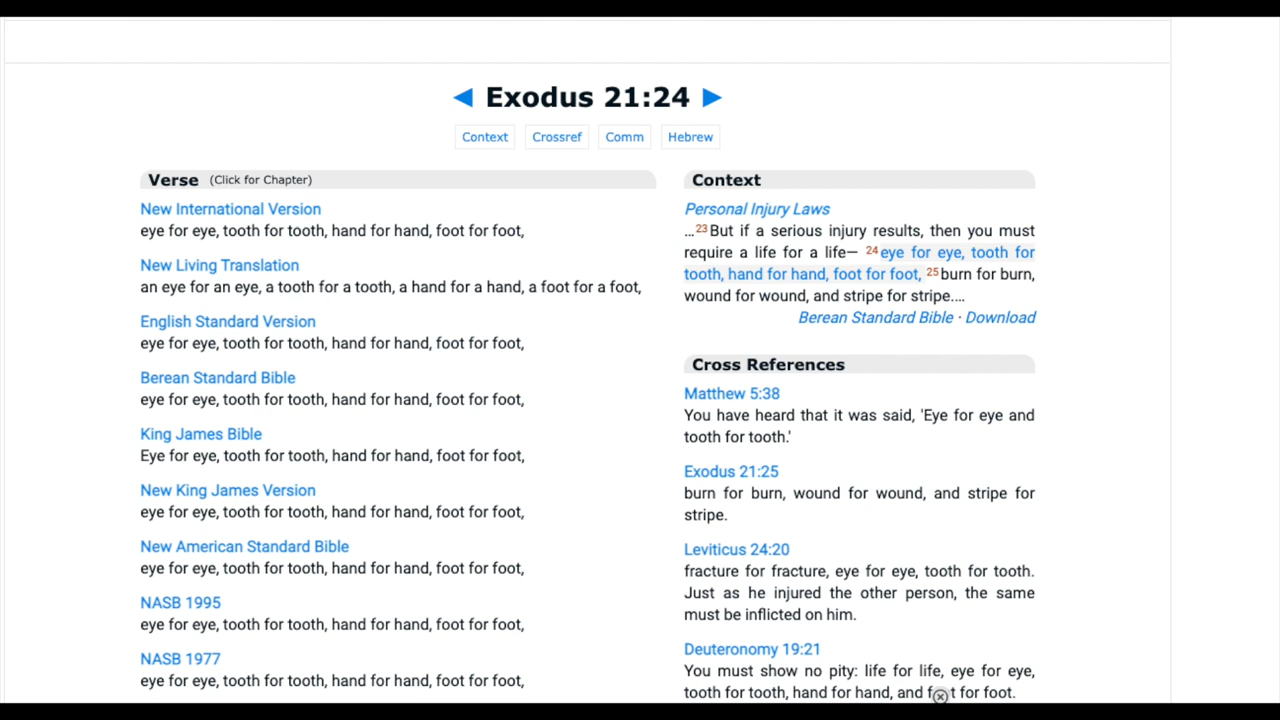 ◄ Exodus 21:24 ►
Context Crossref Comm Hebrew
Verse (Click for Chapter)
New International Version
eye for eye, tooth for tooth, hand for hand, foot for foot,
New Living Translation
an eye for an eye, a tooth for a tooth, a hand for a hand, a foot for a foot,
English Standard Version
eye for eye, tooth for tooth, hand for hand, foot for foot,
Berean Standard Bible
eye for eye, tooth for tooth, hand for hand, foot for foot,
King James Bible
Eye for eye, tooth for tooth, hand for hand, foot for foot,
New King James Version
eye for eye, tooth for tooth, hand for hand, foot for foot,
New American Standard Bible
eye for eye, tooth for tooth, hand for hand, foot for foot,
NASB 1995
eye for eye, tooth for tooth, hand for hand, foot for foot,
NASB 1977
eye for eye, tooth for tooth, hand for hand, foot for foot,
Context
Personal Injury Laws
…23But if a serious injury results, then you must
require a life for a life— 24eye for eye, tooth for
tooth, hand for hand, foot for foot, 25burn for burn,
wound for wound, and stripe for stripe.…
Berean Standard Bible · Download
Cross References
Matthew 5:38
You have heard that it was said, 'Eye for eye and
tooth for tooth.'
Exodus 21:25
burn for burn, wound for wound, and stripe for
stripe.
Leviticus 24:20
fracture for fracture, eye for eye, tooth for tooth.
Just as he injured the other person, the same
must be inflicted on him.
Deuteronomy 19:21
You must show no pity: life for life, eye for eye,
tooth for tooth, hand for hand, and foot for foot.